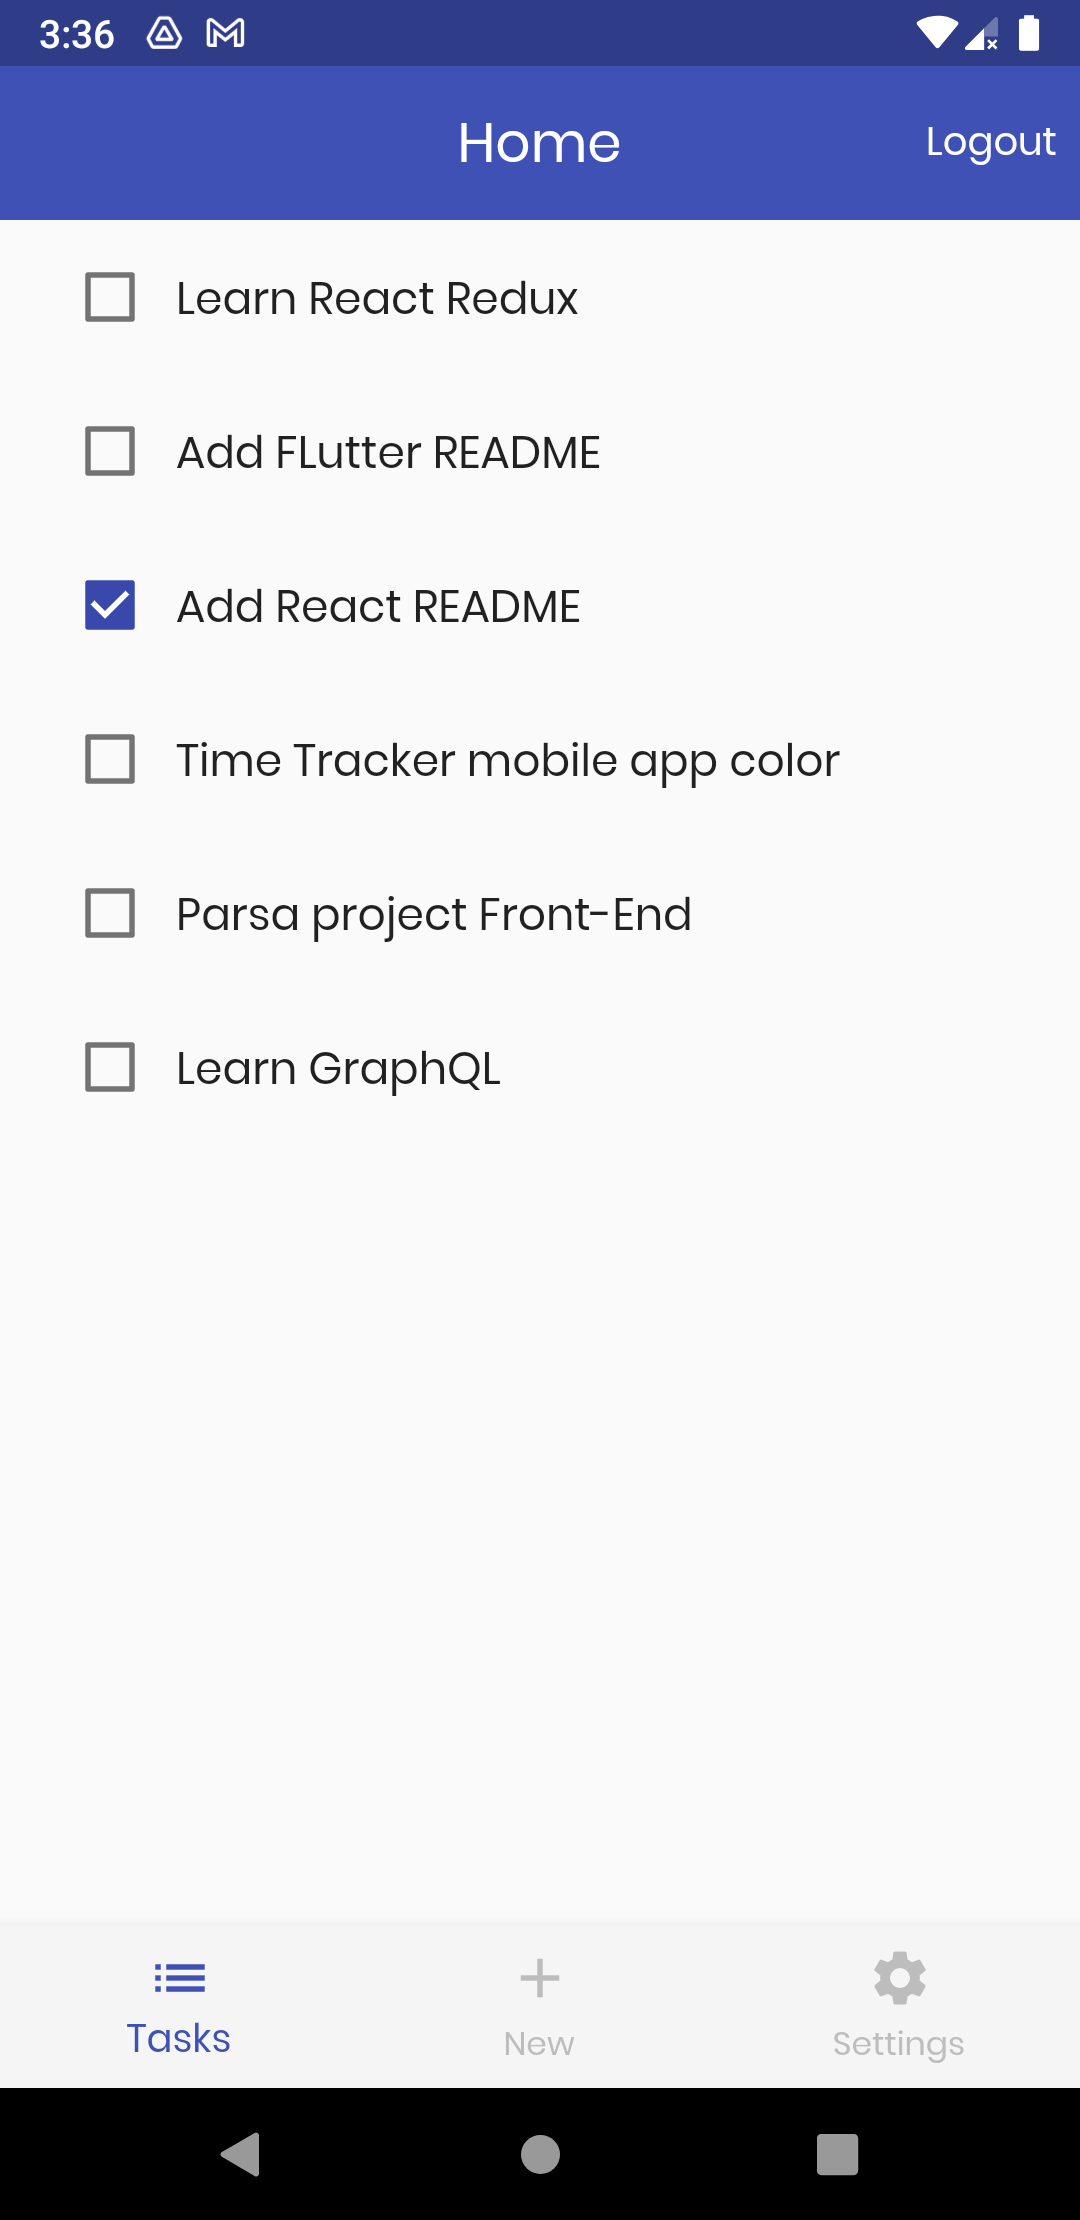 3:36
Home
Logout
Learn React Redux
Add FLutter README
Add React README
Time Tracker mobile app color
Parsa project Front-End
Learn GraphQL
Tasks
New
Settings